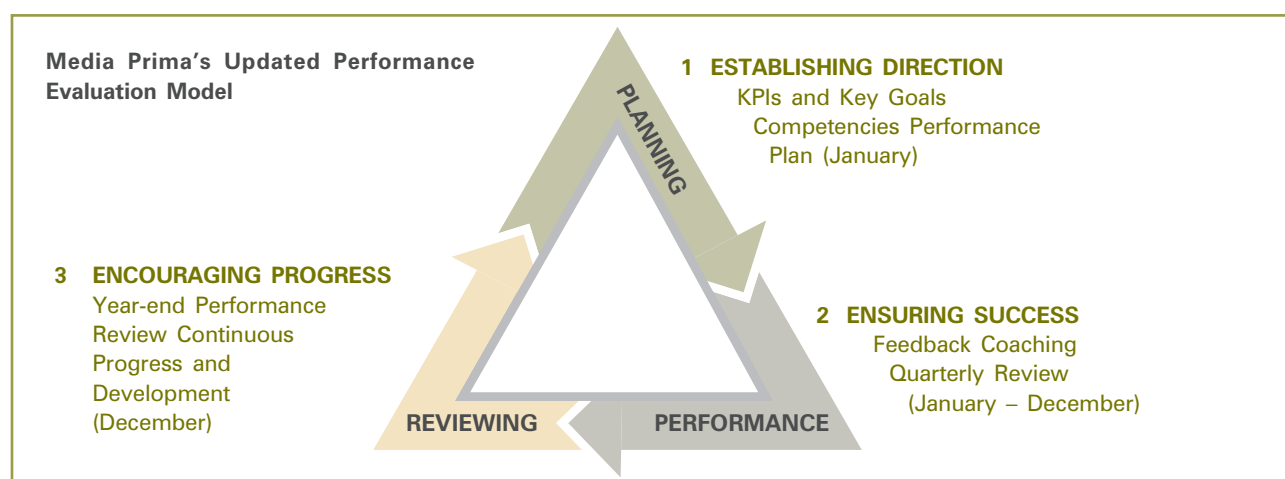 Media Prima’s Updated Performance
Evaluation Model
PLANNING
1 ESTABLISHING DIRECTION
KPIs and Key Goals
Competencies Performance
Plan (January)
3 ENCOURAGING PROGRESS
Year-end Performance
Review Continuous
Progress and
Development
(December)
2 ENSURING SUCCESS
Feedback Coaching
Quarterly Review
(January – December)
REVIEWING
PERFORMANCE